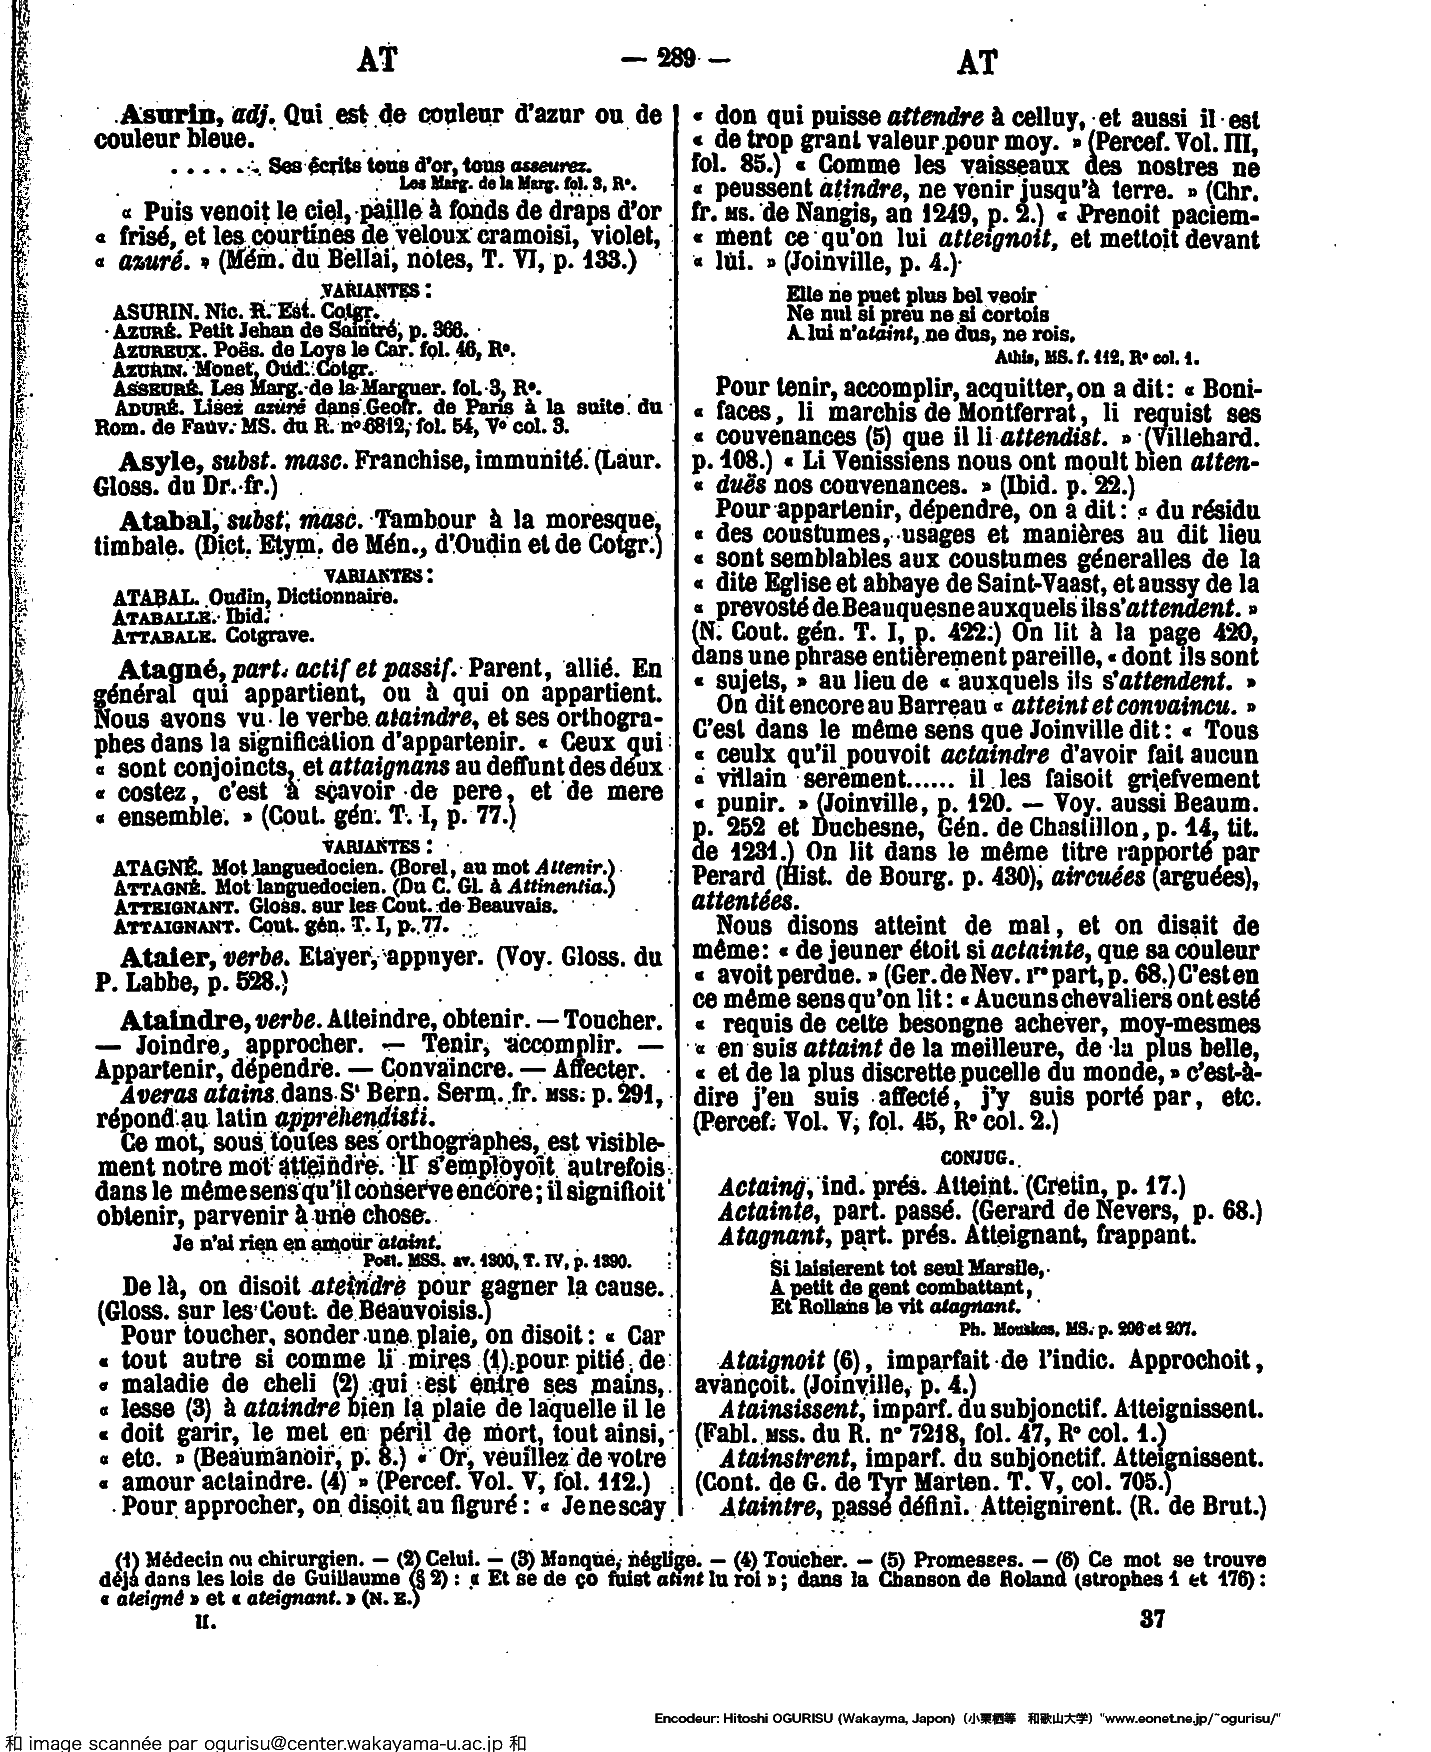 AT — 289 — AT
Asurin, adj. Qui est de couleur d'azur ou de
couleur bleue.
. . . . . . Ses écrits tous d'or, tous asseurez.
Les Marg. de la Marg. fol. 3, R°.
« Puis venoit le ciel, paille à fonds de draps d'or
« frisé, et les courtines de veloux cramoisi, violet,
« azuré. » (Mém. du Bellai, notes, T. VI, p. 133.)
VARIANTES :
ASURIN. Nic. R. Est. Cotgr.
AZURÉ. Petit Jehan de Saintré, p. 366.
AZUREUX. Poës. de Loys le Car. fol. 46, R°.
AZURIN. Monet, Oud. Cotgr.
ASSEURÉ. Les Marg. de la Marguer. fol. 3, R°.
ADURÉ. Lisez azuré dans Geofr. de Paris à la suite du
Rom. de Fauv. MS. du R. n° 6812, fol. 54, V° col. 3.
Asyle, subst. masc. Franchise, immunité. (Laur.
Gloss. du Dr. fr.)
Atabal, subst. masc. Tambour à la moresque,
timbale. (Dict. Etym. de Mén., d'Oudin et de Cotgr.)
VARIANTES :
ATABAL. Oudin, Dictionnaire.
ATABALLE. Ibid.
ATTABALE. Cotgrave.
Atagné, part. actif et passif. Parent, allié. En
général qui appartient, ou à qui on appartient.
Nous avons vu le verbe ataindre, et ses orthogra-
phes dans la signification d'appartenir. « Ceux qui
« sont conjoincts, et attaignans au deffunt des deux
« costez, c'est à sçavoir de pere, et de mere
« ensemble. » (Cout. gén. T. I, p. 77.)
VARIANTES :
ATAGNÉ. Mot languedocien. (Borel, au mot Attenir.)
ATTAGNÉ. Mot languedocien. (Du C. Gl. à Attinentia.)
ATTEIGNANT. Gloss. sur les Cout. de Beauvais.
ATTAIGNANT. Cout. gén. T. I, p. 77.
Ataier, verbe. Etayer, appuyer. (Voy. Gloss. du
P. Labbe, p. 528.)
Ataindre, verbe. Atteindre, obtenir. — Toucher.
— Joindre, approcher. — Tenir, accomplir. —
Appartenir, dépendre. — Convaincre. — Affecter.
Averas atains dans St Bern. Serm. fr. MSS. p. 291,
répond au latin apprehendisti.
Ce mot, sous toutes ses orthographes, est visible-
ment notre mot atteindre. Il s'employoit autrefois
dans le même sens qu'il conserve encore ; il signifioit
obtenir, parvenir à une chose.
Je n'ai rien en amour ataint.
Poët. MSS. av. 1300, T. IV, p. 1390.
De là, on disoit ateindre pour gagner la cause.
(Gloss. sur les Cout. de Beauvoisis.)
Pour toucher, sonder une plaie, on disoit : « Car
« tout autre si comme li mires (1) pour pitié de
« maladie de cheli (2) qui est entre ses mains,
« lesse (3) à ataindre bien la plaie de laquelle il le
« doit garir, le met en péril de mort, tout ainsi,
« etc. » (Beaumanoir, p. 8.) « Or, veuillez de votre
« amour actaindre. (4) » (Percef. Vol. V, fol. 112.)
Pour approcher, on disoit au figuré : « Je ne scay
« don qui puisse attendre à celluy, et aussi il est
« de trop grant valeur pour moy. » (Percef. Vol. III,
fol. 85.) « Comme les vaisseaux des nostres ne
« peussent atindre, ne venir jusqu'à terre. » (Chr.
fr. MS. de Nangis, an 1249, p. 2.) « Prenoit paciem-
« ment ce qu'on lui atteignoit, et mettoit devant
« lui. » (Joinville, p. 4.)
Elle ne puet plus bel veoir
Ne nul si preu ne si cortois
A lui n'ataint, ne dus, ne rois.
Athis, MS. f. 112, R° col. 1.
Pour tenir, accomplir, acquitter, on a dit : « Boni-
« faces, li marchis de Montferrat, li requist ses
« couvenances (5) que il li attendist. » (Villehard.
p. 108.) « Li Venissiens nous ont moult bien atten-
« duës nos couvenances. » (Ibid. p. 22.)
Pour appartenir, dépendre, on a dit : « du résidu
« des coustumes, usages et manières au dit lieu
« sont semblables aux coustumes géneralles de la
« dite Eglise et abbaye de Saint-Vaast, et aussy de la
« prevosté de Beauquesne auxquels ils s'attendent. »
(N. Cout. gén. T. I, p. 422.) On lit à la page 420,
dans une phrase entièrement pareille, « dont ils sont
« sujets, » au lieu de « auxquels ils s'attendent. »
On dit encore au Barreau « atteint et convaincu. »
C'est dans le même sens que Joinville dit : « Tous
« ceulx qu'il pouvoit actaindre d'avoir fait aucun
« villain serement...... il les faisoit griefvement
« punir. » (Joinville, p. 120. — Voy. aussi Beaum.
p. 252 et Duchesne, Gén. de Chastillon, p. 14, tit.
de 1231.) On lit dans le même titre rapporté par
Perard (Hist. de Bourg. p. 430), aircuées (arguées),
attentées.
Nous disons atteint de mal, et on disait de
même : « de jeuner étoit si actainte, que sa couleur
« avoit perdue. » (Ger. de Nev. Ire part, p. 68.) C'est en
ce même sens qu'on lit : « Aucuns chevaliers ont esté
« requis de cette besongne achever, moy-mesmes
« en suis attaint de la meilleure, de la plus belle,
« et de la plus discrette pucelle du monde, » c'est-à-
dire j'en suis affecté, j'y suis porté par, etc.
(Percef. Vol. V, fol. 45, R° col. 2.)
CONJUG.
Actaing, ind. prés. Atteint. (Cretin, p. 17.)
Actainte, part. passé. (Gerard de Nevers, p. 68.)
Atagnant, part. prés. Atteignant, frappant.
Si laisierent tot seul Marsile,
A petit de gent combattant,
Et Rollans le vit atagnant.
Ph. Mouskes, MS. p. 206 et 207.
Ataignoit (6), imparfait de l'indic. Approchoit,
avançoit. (Joinville, p. 4.)
Atainsissent, imparf. du subjonctif. Atteignissent.
(Fabl. MSS. du R. n° 7218, fol. 47, R° col. 1.)
Atainstrent, imparf. du subjonctif. Atteignissent.
(Cont. de G. de Tyr Marten. T. V, col. 705.)
Ataintre, passé défini. Atteignirent. (R. de Brut.)
(1) Médecin ou chirurgien. — (2) Celui. — (3) Manque, néglige. — (4) Toucher. — (5) Promesses. — (6) Ce mot se trouve
déjà dans les lois de Guillaume (§ 2) : « Et se de ço fuist atint lu roi » ; dans la Chanson de Roland (strophes 1 et 176) :
« ateigné » et « ateignant. » (N. E.)
II. 37
Encodeur: Hitoshi OGURISU (Wakayma, Japon) (小栗栖等 和歌山大学) "www.eonet.ne.jp/~ogurisu/"
和 image scannée par ogurisu@center.wakayama-u.ac.jp 和